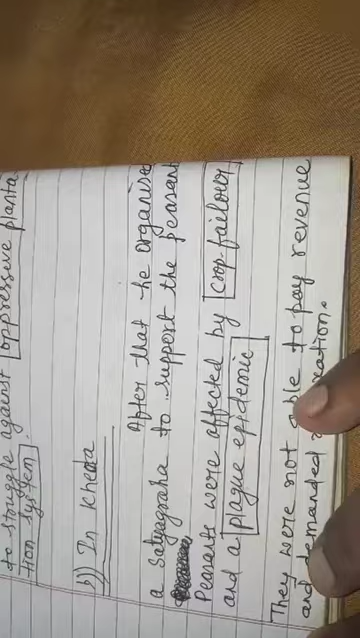 to struggle against oppressive planta
tion system.
b) In Kheda
After that he organised
a satyagraha to support the peasant
Peasants were affected by crop failour
and a plague epidemic
They were not able to pay revenue
and demanded